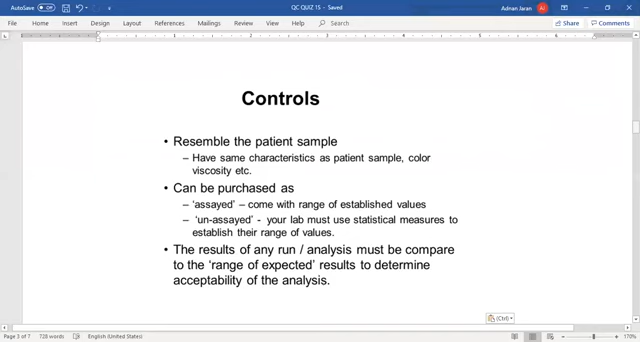 AutoSave Off
QC QUIZ 15 - Saved
Adnan Jaran
AJ
File Home Insert Design Layout References Mailings Review View Help Search
Share Comments
Controls
• Resemble the patient sample
– Have same characteristics as patient sample, color
viscosity etc.
• Can be purchased as
– ‘assayed’ – come with range of established values
– ‘un-assayed’ - your lab must use statistical measures to
establish their range of values.
• The results of any run / analysis must be compare
to the ‘range of expected’ results to determine
acceptability of the analysis.
(Ctrl)
Page 3 of 7 728 words English (United States) 170%